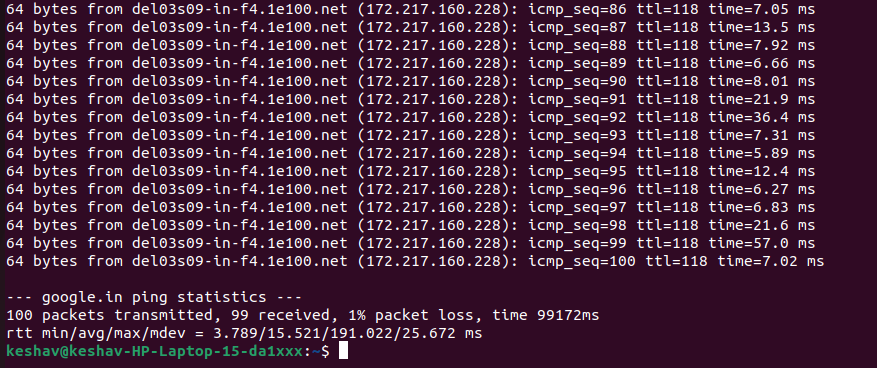 64 bytes from del03s09-in-f4.1e100.net (172.217.160.228): icmp_seq=86 ttl=118 time=7.05 ms
64 bytes from del03s09-in-f4.1e100.net (172.217.160.228): icmp_seq=87 ttl=118 time=13.5 ms
64 bytes from del03s09-in-f4.1e100.net (172.217.160.228): icmp_seq=88 ttl=118 time=7.92 ms
64 bytes from del03s09-in-f4.1e100.net (172.217.160.228): icmp_seq=89 ttl=118 time=6.66 ms
64 bytes from del03s09-in-f4.1e100.net (172.217.160.228): icmp_seq=90 ttl=118 time=8.01 ms
64 bytes from del03s09-in-f4.1e100.net (172.217.160.228): icmp_seq=91 ttl=118 time=21.9 ms
64 bytes from del03s09-in-f4.1e100.net (172.217.160.228): icmp_seq=92 ttl=118 time=36.4 ms
64 bytes from del03s09-in-f4.1e100.net (172.217.160.228): icmp_seq=93 ttl=118 time=7.31 ms
64 bytes from del03s09-in-f4.1e100.net (172.217.160.228): icmp_seq=94 ttl=118 time=5.89 ms
64 bytes from del03s09-in-f4.1e100.net (172.217.160.228): icmp_seq=95 ttl=118 time=12.4 ms
64 bytes from del03s09-in-f4.1e100.net (172.217.160.228): icmp_seq=96 ttl=118 time=6.27 ms
64 bytes from del03s09-in-f4.1e100.net (172.217.160.228): icmp_seq=97 ttl=118 time=6.83 ms
64 bytes from del03s09-in-f4.1e100.net (172.217.160.228): icmp_seq=98 ttl=118 time=21.6 ms
64 bytes from del03s09-in-f4.1e100.net (172.217.160.228): icmp_seq=99 ttl=118 time=57.0 ms
64 bytes from del03s09-in-f4.1e100.net (172.217.160.228): icmp_seq=100 ttl=118 time=7.02 ms

--- google.in ping statistics ---
100 packets transmitted, 99 received, 1% packet loss, time 99172ms
rtt min/avg/max/mdev = 3.789/15.521/191.022/25.672 ms
keshav@keshav-HP-Laptop-15-da1xxx:~$